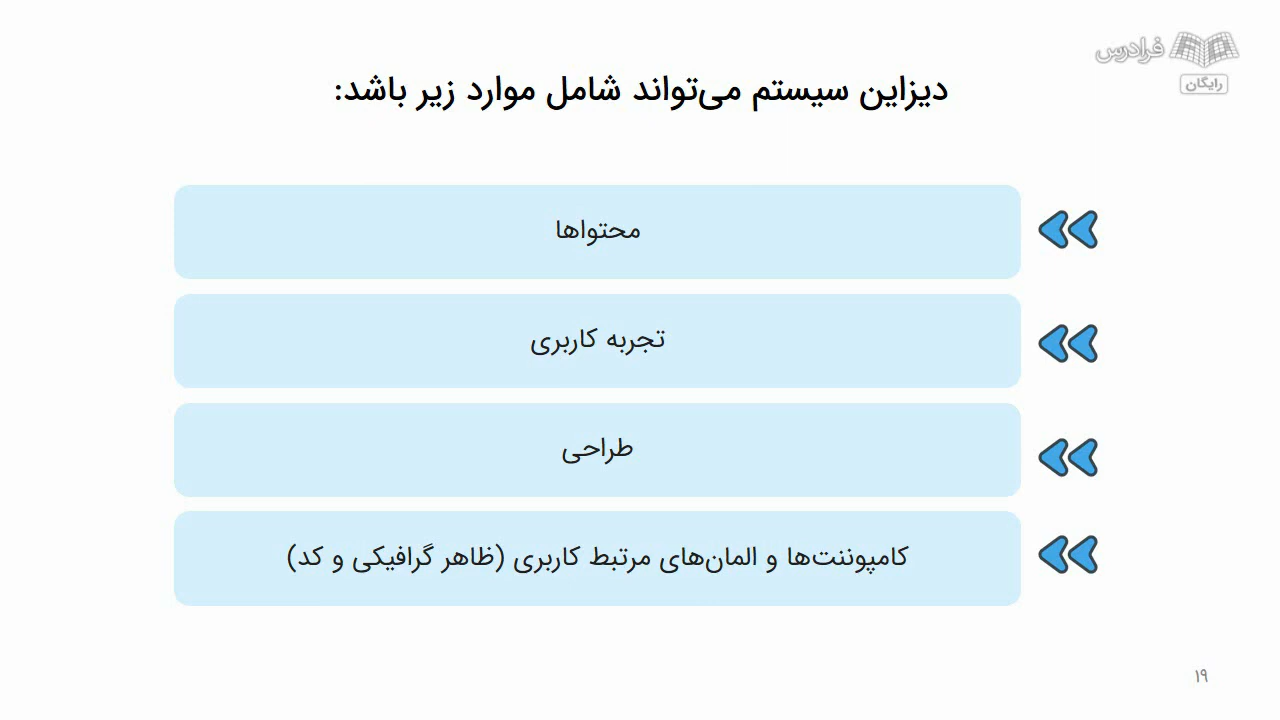 فرادرس
رایگان
دیزاین سیستم می‌تواند شامل موارد زیر باشد:
محتواها
تجربه کاربری
طراحی
کامپوننت‌ها و المان‌های مرتبط کاربری (ظاهر گرافیکی و کد)
۱۹